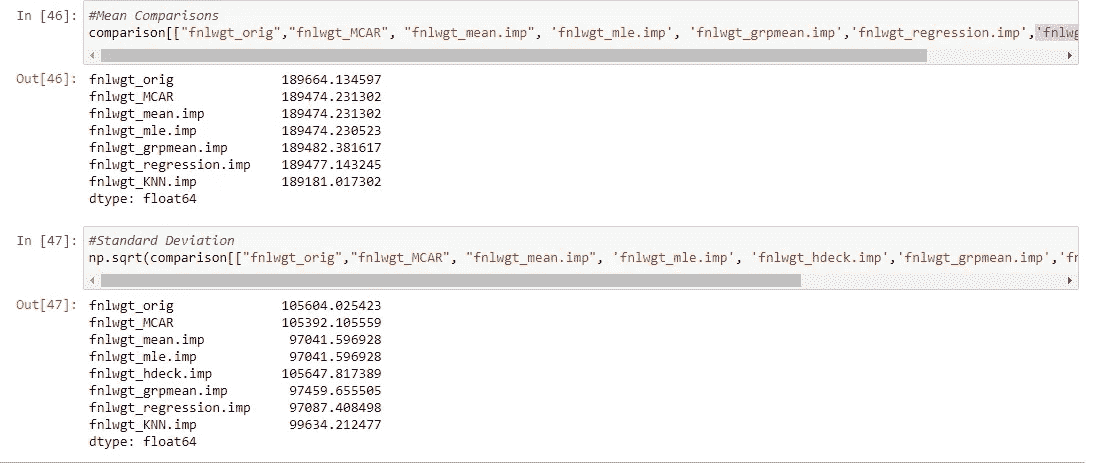 In [46]: #Mean Comparisons
comparison[["fnlwgt_orig","fnlwgt_MCAR", "fnlwgt_mean.imp", 'fnlwgt_mle.imp', 'fnlwgt_grpmean.imp','fnlwgt_regression.imp','fnlwg
Out[46]: fnlwgt_orig 189664.134597
fnlwgt_MCAR 189474.231302
fnlwgt_mean.imp 189474.231302
fnlwgt_mle.imp 189474.230523
fnlwgt_grpmean.imp 189482.381617
fnlwgt_regression.imp 189477.143245
fnlwgt_KNN.imp 189181.017302
dtype: float64
In [47]: #Standard Deviation
np.sqrt(comparison[["fnlwgt_orig","fnlwgt_MCAR", "fnlwgt_mean.imp", 'fnlwgt_mle.imp', 'fnlwgt_hdeck.imp','fnlwgt_grpmean.imp','fn
Out[47]: fnlwgt_orig 105604.025423
fnlwgt_MCAR 105392.105559
fnlwgt_mean.imp 97041.596928
fnlwgt_mle.imp 97041.596928
fnlwgt_hdeck.imp 105647.817389
fnlwgt_grpmean.imp 97459.655505
fnlwgt_regression.imp 97087.408498
fnlwgt_KNN.imp 99634.212477
dtype: float64